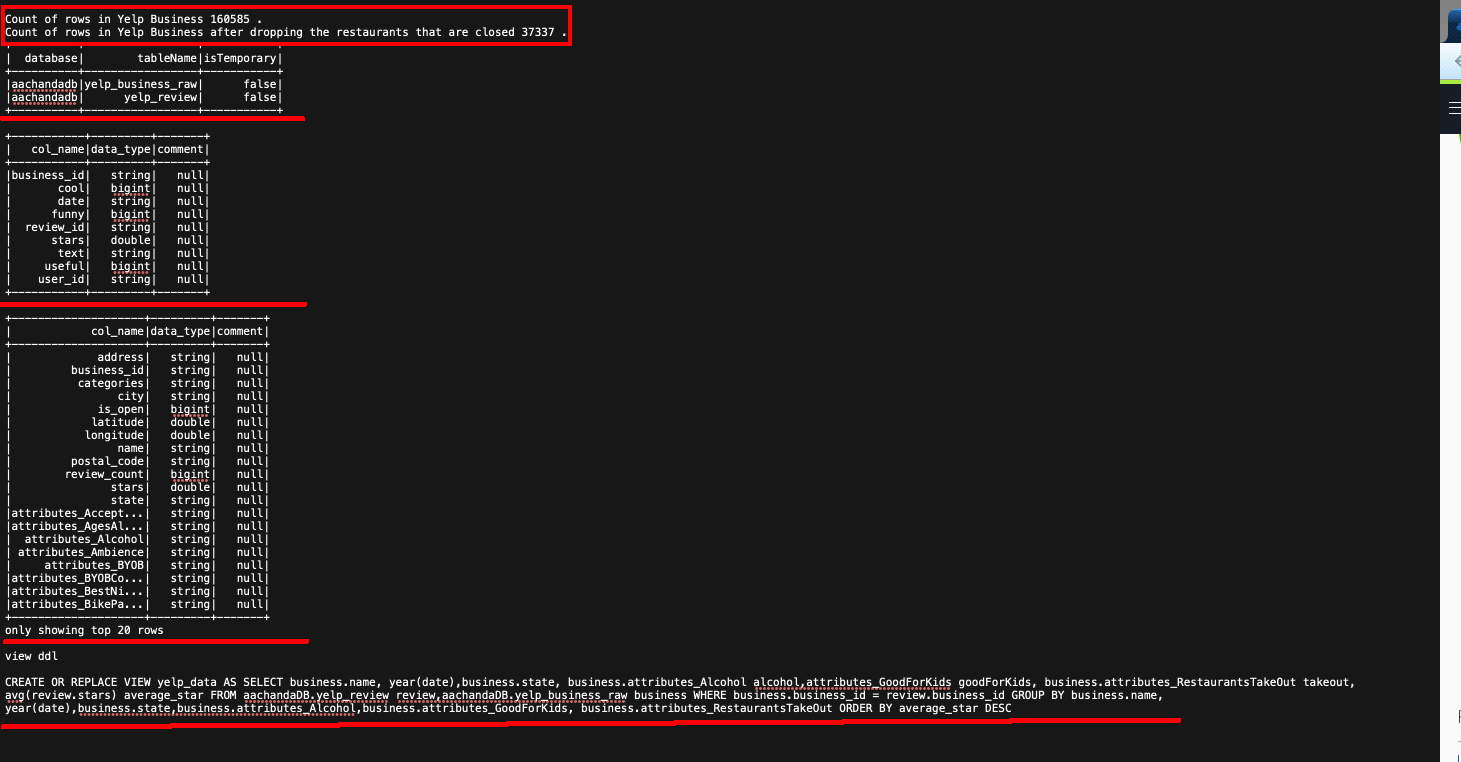 Count of rows in Yelp Business 160585 .
Count of rows in Yelp Business after dropping the restaurants that are closed 37337 .
| database| tableName|isTemporary|
+----------+-----------------+-----------+
|aachandadb|yelp_business_raw| false|
|aachandadb| yelp_review| false|
+----------+-----------------+-----------+
+-----------+---------+-------+
| col_name|data_type|comment|
+-----------+---------+-------+
|business_id| string| null|
| cool| bigint| null|
| date| string| null|
| funny| bigint| null|
| review_id| string| null|
| stars| double| null|
| text| string| null|
| useful| bigint| null|
| user_id| string| null|
+-----------+---------+-------+
+--------------------+---------+-------+
| col_name|data_type|comment|
+--------------------+---------+-------+
| address| string| null|
| business_id| string| null|
| categories| string| null|
| city| string| null|
| is_open| bigint| null|
| latitude| double| null|
| longitude| double| null|
| name| string| null|
| postal_code| string| null|
| review_count| bigint| null|
| stars| double| null|
| state| string| null|
|attributes_Accept...| string| null|
|attributes_AgesAl...| string| null|
| attributes_Alcohol| string| null|
| attributes_Ambience| string| null|
| attributes_BYOB| string| null|
|attributes_BYOBCo...| string| null|
|attributes_BestNi...| string| null|
|attributes_BikePa...| string| null|
+--------------------+---------+-------+
only showing top 20 rows
view ddl
CREATE OR REPLACE VIEW yelp_data AS SELECT business.name, year(date),business.state, business.attributes_Alcohol alcohol,attributes_GoodForKids goodForKids, business.attributes_RestaurantsTakeOut takeout,
avg(review.stars) average_star FROM aachandaDB.yelp_review review,aachandaDB.yelp_business_raw business WHERE business.business_id = review.business_id GROUP BY business.name,
year(date),business.state,business.attributes_Alcohol,business.attributes_GoodForKids, business.attributes_RestaurantsTakeOut ORDER BY average_star DESC